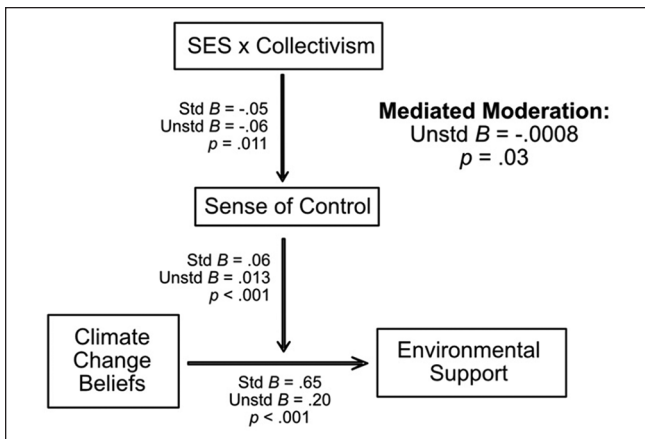 SES x Collectivism
Std B = -.05
Unstd B = -.06
p = .011
Mediated Moderation:
Unstd B = -.0008
p = .03
Sense of Control
Std B = .06
Unstd B = .013
p < .001
Climate
Change
Beliefs
Environmental
Support
Std B = .65
Unstd B = .20
p < .001